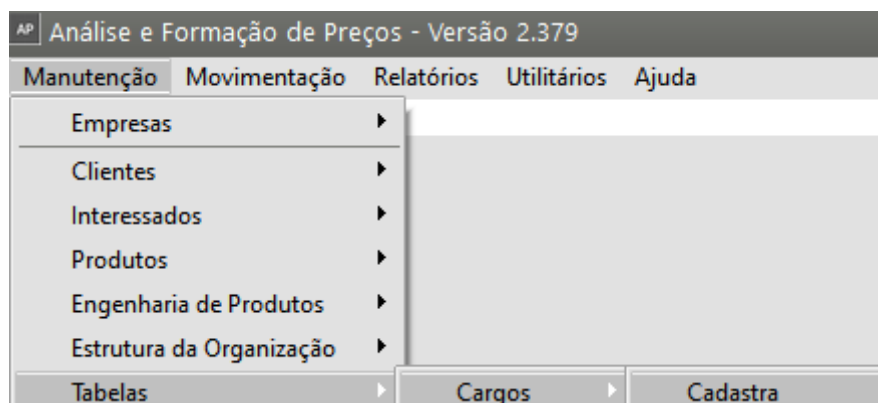 AP Análise e Formação de Preços - Versão 2.379
Manutenção Movimentação Relatórios Utilitários Ajuda
Empresas
Clientes
Interessados
Produtos
Engenharia de Produtos
Estrutura da Organização
Tabelas Cargos Cadastra